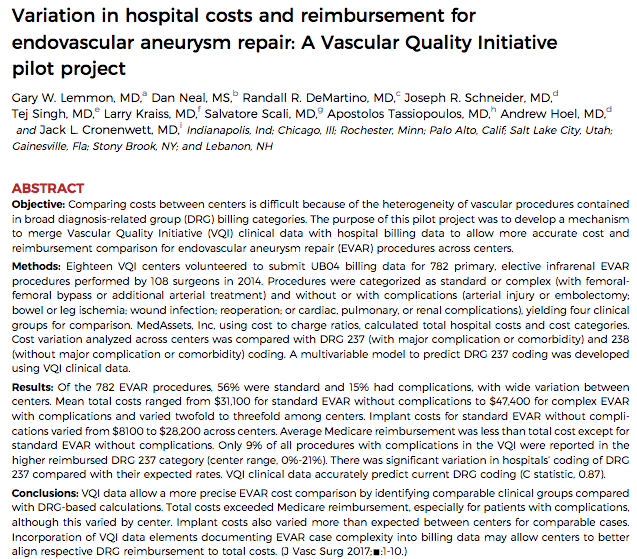 Variation in hospital costs and reimbursement for
endovascular aneurysm repair: A Vascular Quality Initiative
pilot project
Gary W. Lemmon, MD,a Dan Neal, MS,b Randall R. DeMartino, MD,c Joseph R. Schneider, MD,d
Tej Singh, MD,e Larry Kraiss, MD,f Salvatore Scali, MD,g Apostolos Tassiopoulos, MD,h Andrew Hoel, MD,d
and Jack L. Cronenwett, MD,i Indianapolis, Ind; Chicago, Ill; Rochester, Minn; Palo Alto, Calif; Salt Lake City, Utah;
Gainesville, Fla; Stony Brook, NY; and Lebanon, NH
ABSTRACT
Objective: Comparing costs between centers is difficult because of the heterogeneity of vascular procedures contained
in broad diagnosis-related group (DRG) billing categories. The purpose of this pilot project was to develop a mechanism
to merge Vascular Quality Initiative (VQI) clinical data with hospital billing data to allow more accurate cost and
reimbursement comparison for endovascular aneurysm repair (EVAR) procedures across centers.
Methods: Eighteen VQI centers volunteered to submit UB04 billing data for 782 primary, elective infrarenal EVAR
procedures performed by 108 surgeons in 2014. Procedures were categorized as standard or complex (with femoral-
femoral bypass or additional arterial treatment) and without or with complications (arterial injury or embolectomy;
bowel or leg ischemia; wound infection; reoperation; or cardiac, pulmonary, or renal complications), yielding four clinical
groups for comparison. MedAssets, Inc, using cost to charge ratios, calculated total hospital costs and cost categories.
Cost variation analyzed across centers was compared with DRG 237 (with major complication or comorbidity) and 238
(without major complication or comorbidity) coding. A multivariable model to predict DRG 237 coding was developed
using VQI clinical data.
Results: Of the 782 EVAR procedures, 56% were standard and 15% had complications, with wide variation between
centers. Mean total costs ranged from $31,100 for standard EVAR without complications to $47,400 for complex EVAR
with complications and varied twofold to threefold among centers. Implant costs for standard EVAR without compli-
cations varied from $8100 to $28,200 across centers. Average Medicare reimbursement was less than total cost except for
standard EVAR without complications. Only 9% of all procedures with complications in the VQI were reported in the
higher reimbursed DRG 237 category (center range, 0%-21%). There was significant variation in hospitals' coding of DRG
237 compared with their expected rates. VQI clinical data accurately predict current DRG coding (C statistic, 0.87).
Conclusions: VQI data allow a more precise EVAR cost comparison by identifying comparable clinical groups compared
with DRG-based calculations. Total costs exceeded Medicare reimbursement, especially for patients with complications,
although this varied by center. Implant costs also varied more than expected between centers for comparable cases.
Incorporation of VQI data elements documenting EVAR case complexity into billing data may allow centers to better
align respective DRG reimbursement to total costs. (J Vasc Surg 2017;■:1-10.)